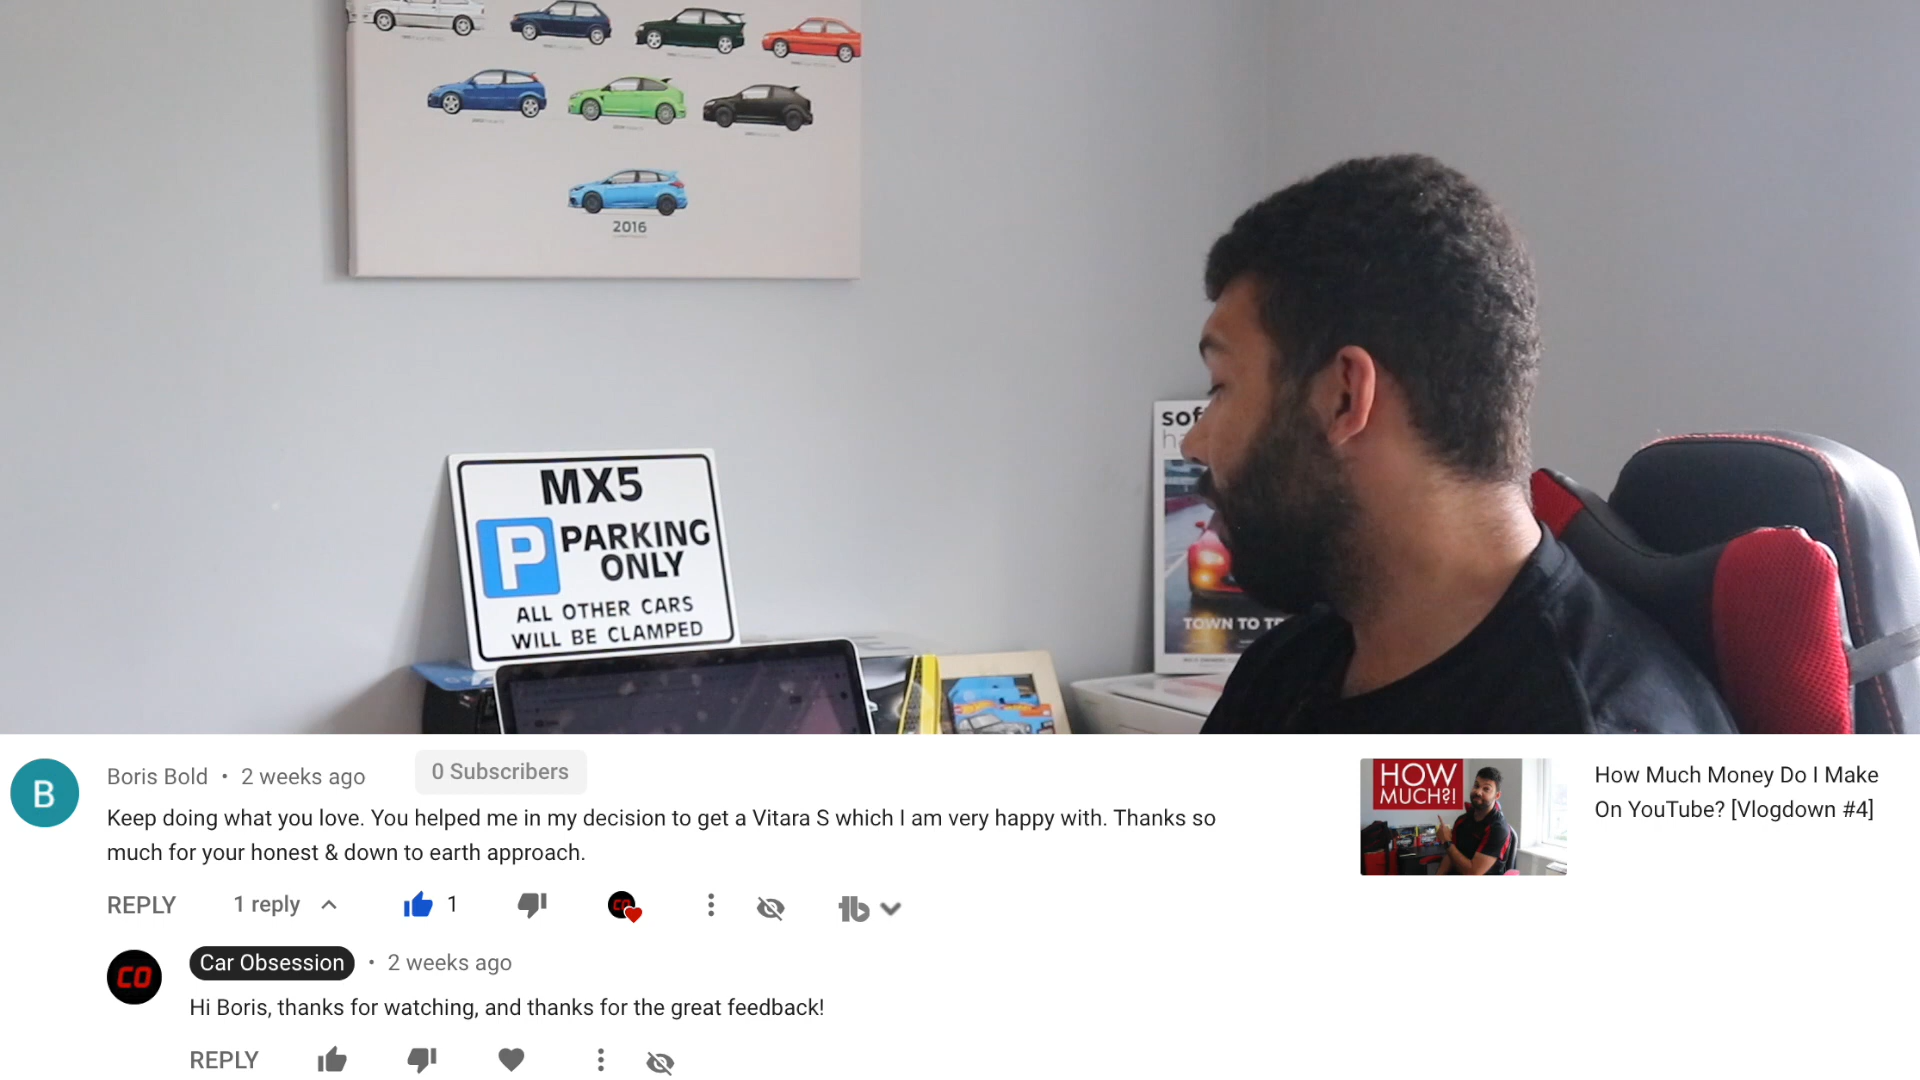 2016
sof
ha
MX5
P PARKING
ONLY
ALL OTHER CARS
WILL BE CLAMPED
TOWN TO
B
Boris Bold • 2 weeks ago
0 Subscribers
Keep doing what you love. You helped me in my decision to get a Vitara S which I am very happy with. Thanks so
much for your honest & down to earth approach.
REPLY 1 reply 1
HOW
MUCH?!
How Much Money Do I Make
On YouTube? [Vlogdown #4]
CO
Car Obsession • 2 weeks ago
Hi Boris, thanks for watching, and thanks for the great feedback!
REPLY